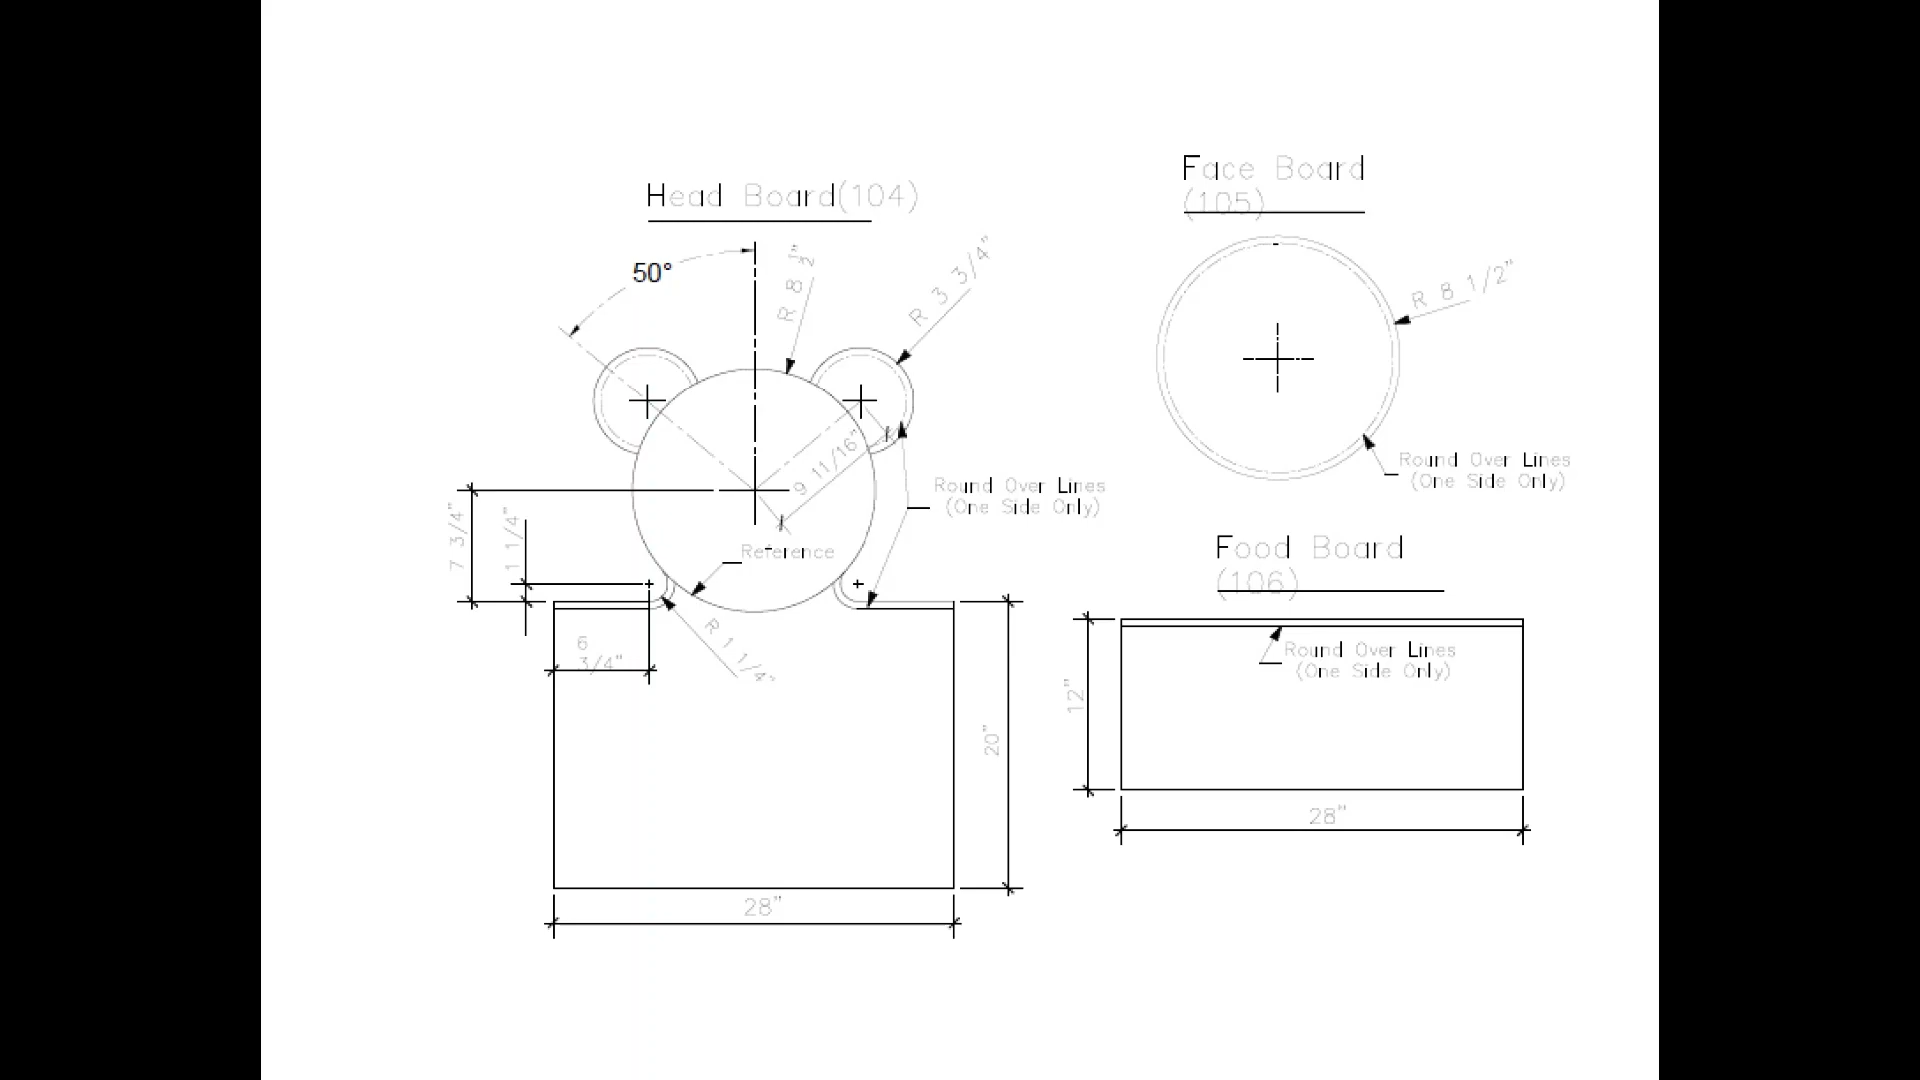 Head Board(104)
50°
R 8 1/2"
R 3 3/4"
9 11/16"
7 3/4"
1 1/4"
Reference
Round Over Lines
(One Side Only)
6
3/4"
R 1 1/4"
20"
28"
Face Board
(105)
R 8 1/2"
Round Over Lines
(One Side Only)
Food Board
(106)
Round Over Lines
(One Side Only)
12"
28"